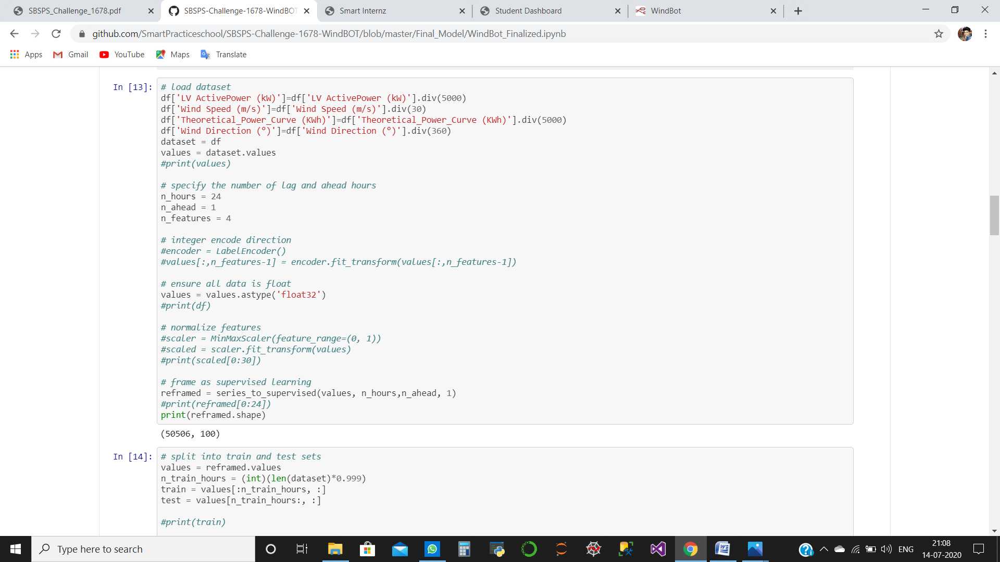 SBSPS_Challenge_1678.pdf
SBSPS-Challenge-1678-WindBOT
Smart Internz
Student Dashboard
WindBot
github.com/SmartPracticeschool/SBSPS-Challenge-1678-WindBOT/blob/master/Final_Model/WindBot_Finalized.ipynb
Apps
Gmail
YouTube
Maps
Translate
In [13]:
# load dataset
df['LV ActivePower (kW)']=df['LV ActivePower (kW)'].div(5000)
df['Wind Speed (m/s)']=df['Wind Speed (m/s)'].div(30)
df['Theoretical_Power_Curve (KWh)']=df['Theoretical_Power_Curve (KWh)'].div(5000)
df['Wind Direction (°)']=df['Wind Direction (°)'].div(360)
dataset = df
values = dataset.values
#print(values)
# specify the number of lag and ahead hours
n_hours = 24
n_ahead = 1
n_features = 4
# integer encode direction
#encoder = LabelEncoder()
#values[:,n_features-1] = encoder.fit_transform(values[:,n_features-1])
# ensure all data is float
values = values.astype('float32')
#print(df)
# normalize features
#scaler = MinMaxScaler(feature_range=(0, 1))
#scaled = scaler.fit_transform(values)
#print(scaled[0:30])
# frame as supervised learning
reframed = series_to_supervised(values, n_hours,n_ahead, 1)
#print(reframed[0:24])
print(reframed.shape)
(50506, 100)
In [14]:
# split into train and test sets
values = reframed.values
n_train_hours = (int)(len(dataset)*0.999)
train = values[:n_train_hours, :]
test = values[n_train_hours:, :]
#print(train)
Type here to search
ENG
21:08
14-07-2020